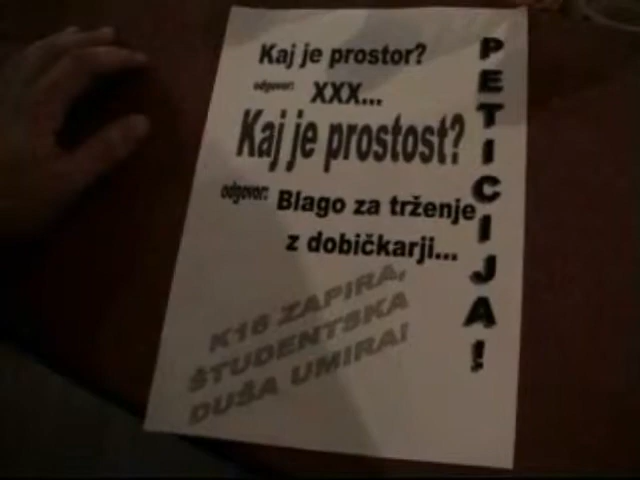 Kaj je prostor?
odgovor: XXX...
Kaj je prostost?
odgovor: Blago za trženje
z dobičkarji...
K16 ZAPIRA,
ŠTUDENTSKA
DUŠA UMIRA!
PETICIJA!